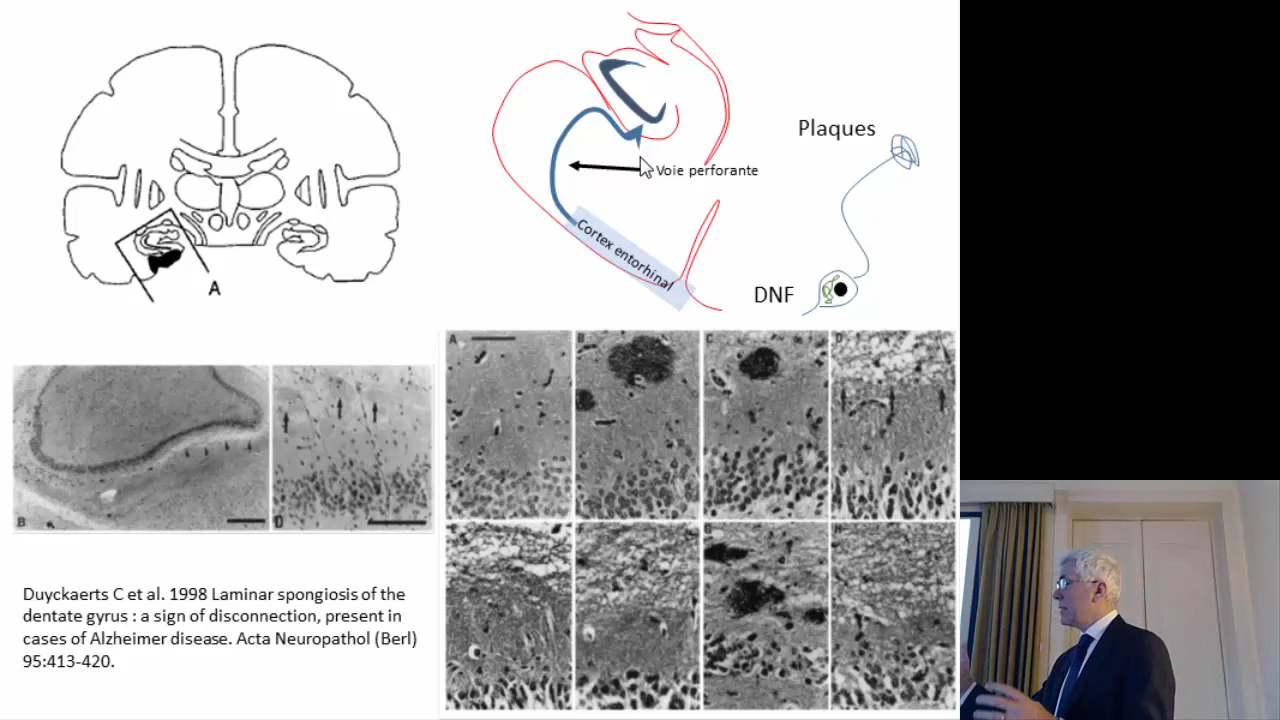 A
Voie perforante
Cortex entorhinal
Plaques
DNF
B
D
A
B
C
D
G
Duyckaerts C et al. 1998 Laminar spongiosis of the
dentate gyrus : a sign of disconnection, present in
cases of Alzheimer disease. Acta Neuropathol (Berl)
95:413-420.